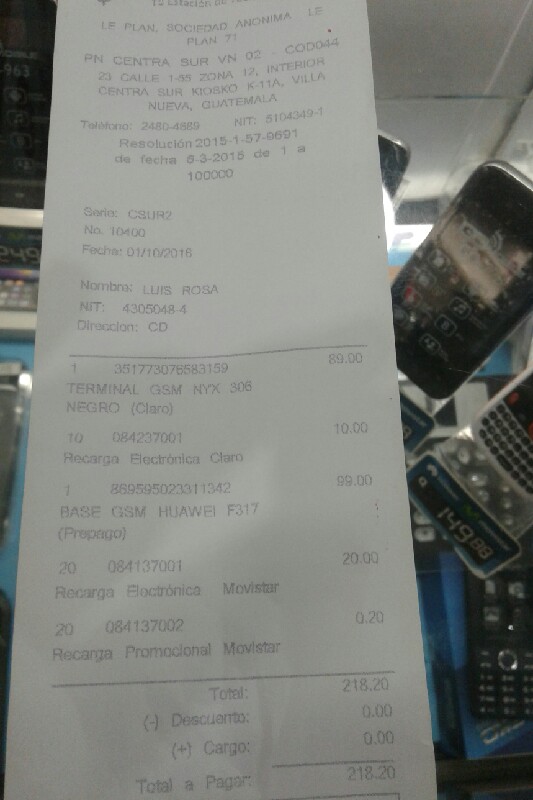 LE PLAN, SOCIEDAD ANONIMA LE
PLAN 71
PN CENTRA SUR VN 02 - COD044
23 CALLE 1-55 ZONA 12, INTERIOR
CENTRA SUR KIOSKO K-11A, VILLA
NUEVA, GUATEMALA
Teléfono: 2480-4889 NIT: 5104349-1
Resolución 2015-1-57-9691
de fecha 6-3-2015 de 1 a
100000
Serie: CSUR2
No. 10400
Fecha: 01/10/2016
Nombre: LUIS ROSA
NIT: 4305048-4
Direccion: CD
1 351773076583159 89.00
TERMINAL GSM NYX 306
NEGRO (Claro)
10 084237001 10.00
Recarga Electrónica Claro
1 869595023311342 99.00
BASE GSM HUAWEI F317
(Prepago)
20 084137001 20.00
Recarga Electrónica Movistar
20 084137002 0.20
Recarga Promocional Movistar
Total: 218.20
(-) Descuento: 0.00
(+) Cargo: 0.00
Total a Pagar: 218.20